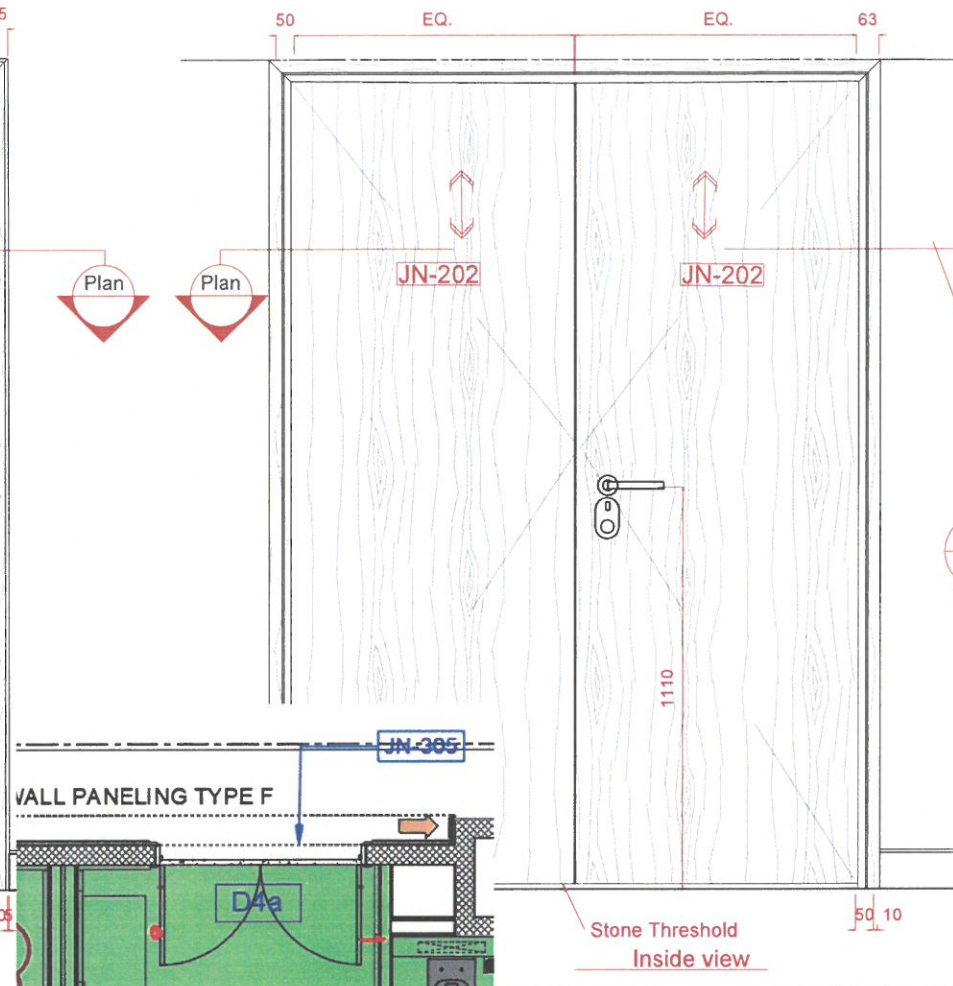 5
50
EQ.
EQ.
63
Plan
Plan
JN-202
JN-202
1110
JN-305
WALL PANELING TYPE F
D4a
05
50
10
Stone Threshold
Inside view